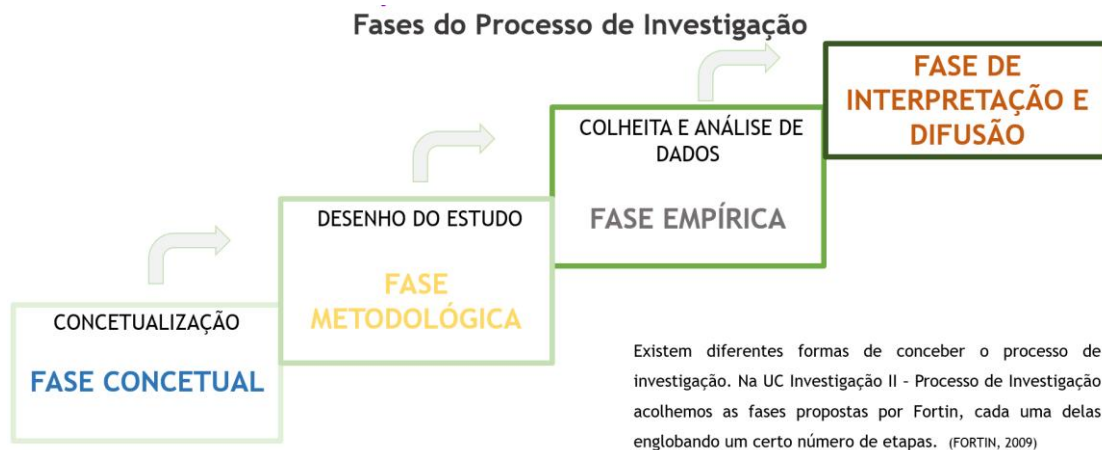 Fases do Processo de Investigação
FASE DE
INTERPRETAÇÃO E
DIFUSÃO
COLHEITA E ANÁLISE DE
DADOS
FASE EMPÍRICA
DESENHO DO ESTUDO
FASE
METODOLÓGICA
CONCETUALIZAÇÃO
FASE CONCETUAL
Existem diferentes formas de conceber o processo de
investigação. Na UC Investigação II – Processo de Investigação
acolhemos as fases propostas por Fortin, cada uma delas
englobando um certo número de etapas. (FORTIN, 2009)